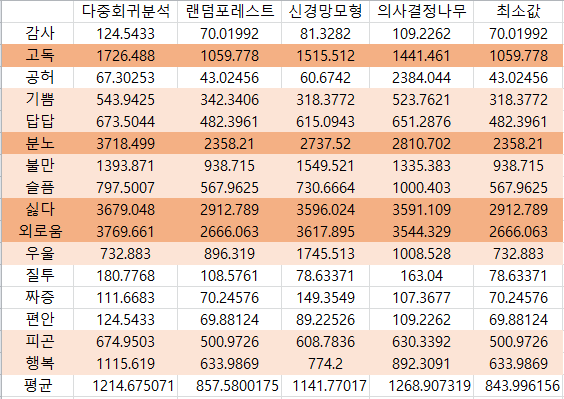 다중회귀분석 랜덤포레스트 신경망모형 의사결정나무 최소값
감사 124.5433 70.01992 81.3282 109.2262 70.01992
고독 1726.488 1059.778 1515.512 1441.461 1059.778
공허 67.30253 43.02456 60.6742 2384.044 43.02456
기쁨 543.9425 342.3406 318.3772 523.7621 318.3772
답답 673.5044 482.3961 615.0943 651.2876 482.3961
분노 3718.499 2358.21 2737.52 2810.702 2358.21
불만 1393.871 938.715 1549.521 1335.383 938.715
슬픔 797.5007 567.9625 730.6664 1000.403 567.9625
싫다 3679.048 2912.789 3596.024 3591.109 2912.789
외로움 3769.661 2666.063 3617.895 3544.329 2666.063
우울 732.883 896.319 1745.513 1008.528 732.883
질투 180.7768 108.5761 78.63371 163.04 78.63371
짜증 111.6683 70.24576 149.3549 107.3677 70.24576
편안 124.5433 69.88124 89.22526 109.2262 69.88124
피곤 674.9503 500.9726 608.7836 630.3392 500.9726
행복 1115.619 633.9869 774.2 892.3091 633.9869
평균 1214.675071 857.5800175 1141.77017 1268.907319 843.996156